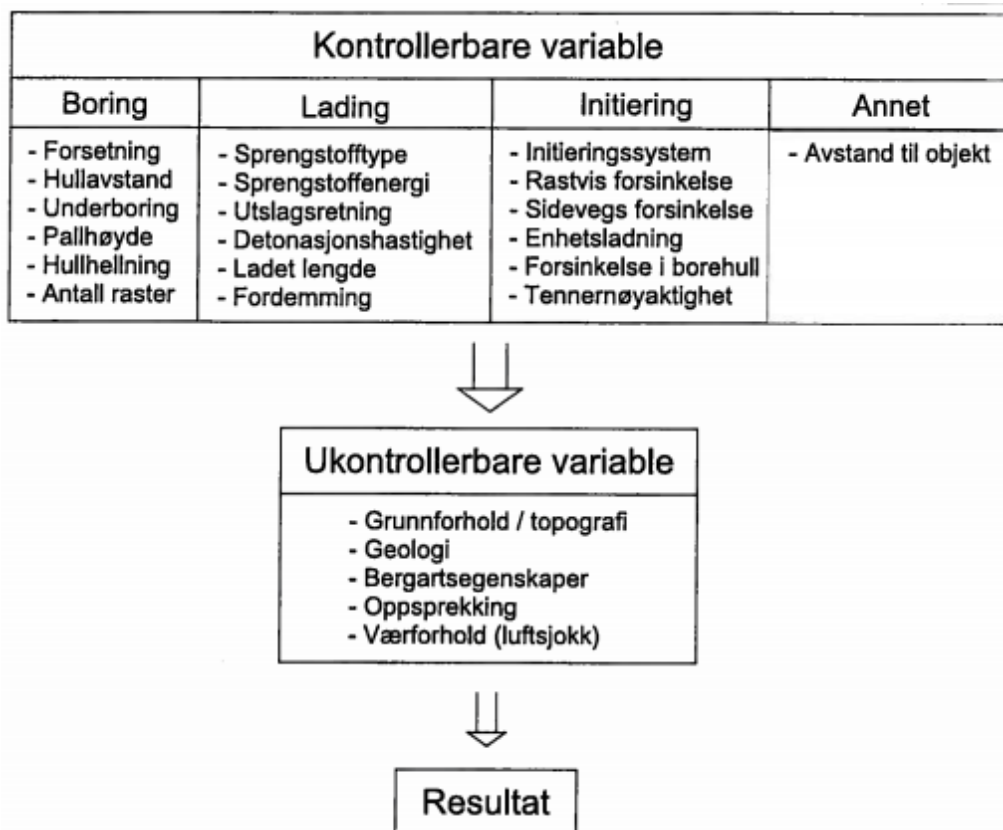 Kontrollerbare variable
Boring
- Forsetning
- Hullavstand
- Underboring
- Pallhøyde
- Hullhellning
- Antall raster
Lading
- Sprengstofftype
- Sprengstoffenergi
- Utslagsretning
- Detonasjonshastighet
- Ladet lengde
- Fordemming
Initiering
- Initieringssystem
- Rastvis forsinkelse
- Sidevegs forsinkelse
- Enhetsladning
- Forsinkelse i borehull
- Tennernøyaktighet
Annet
- Avstand til objekt
Ukontrollerbare variable
- Grunnforhold / topografi
- Geologi
- Bergartsegenskaper
- Oppsprekking
- Værforhold (luftsjokk)
Resultat